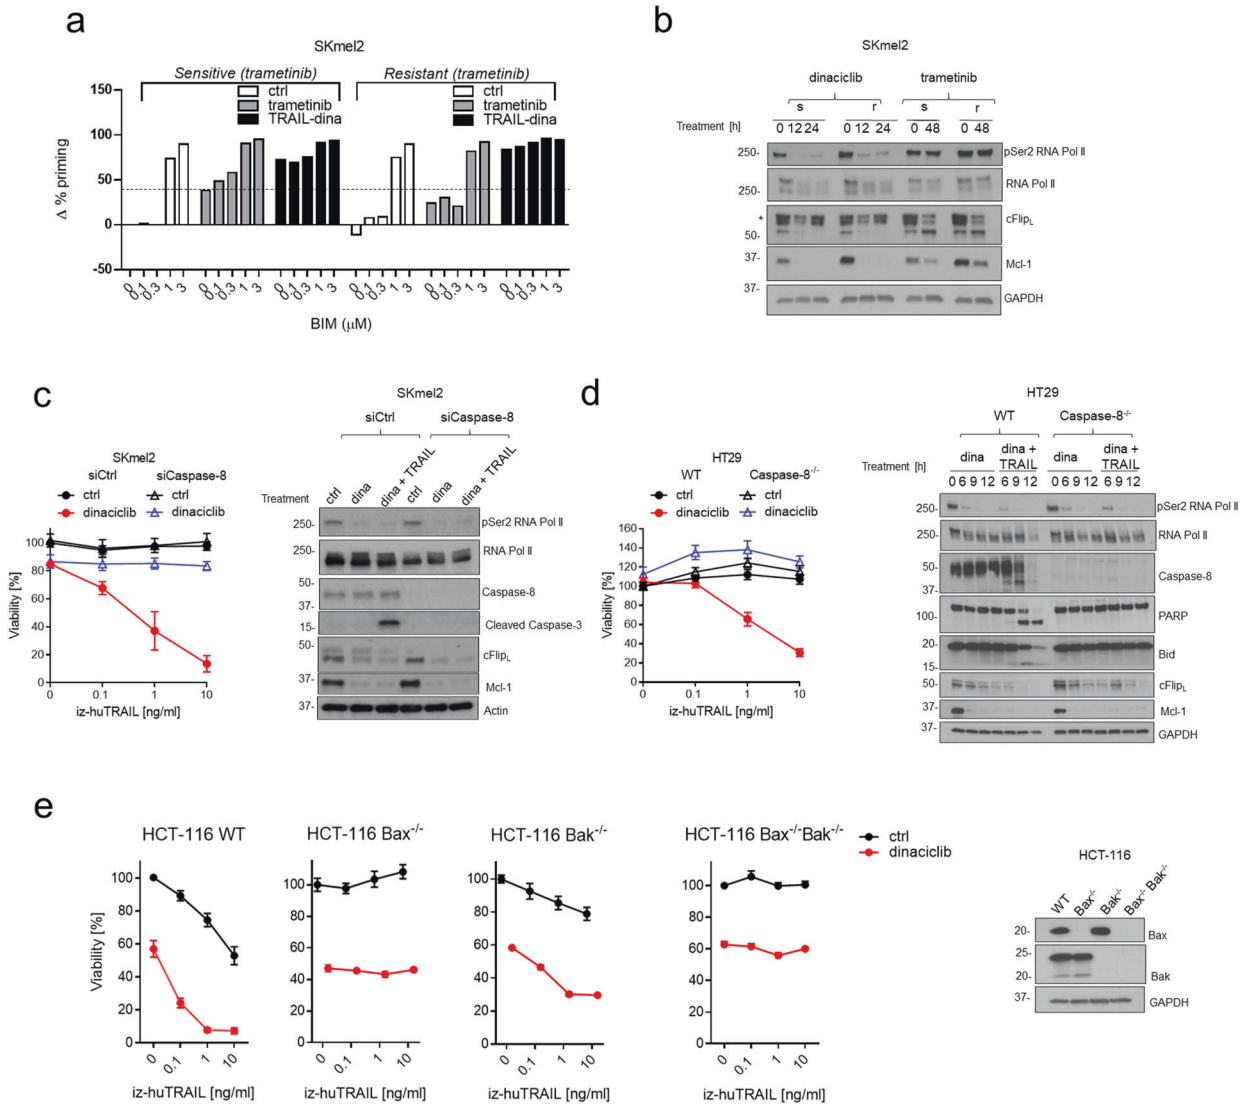 a
SKmel2
Sensitive (trametinib)
Resistant (trametinib)
ctrl
trametinib
TRAIL-dina
ctrl
trametinib
TRAIL-dina
Δ % priming
150
100
50
0
-50
0 0.1 0.3 1 3 0 0.1 0.3 1 3 0 0.1 0.3 1 3 0 0.1 0.3 1 3 0 0.1 0.3 1 3 0 0.1 0.3 1 3
BIM (μM)
b
SKmel2
dinaciclib trametinib
s r s r
Treatment [h] 0 12 24 0 12 24 0 48 0 48
250- pSer2 RNA Pol II
250- RNA Pol II
* cFlipL
50-
37- Mcl-1
37- GAPDH
c
SKmel2
siCtrl siCaspase-8
ctrl ctrl
dinaciclib dinaciclib
Viability [%]
100
80
60
40
20
0
0 0.1 1 10
iz-huTRAIL [ng/ml]
SKmel2
siCtrl siCaspase-8
Treatment ctrl dina dina + TRAIL ctrl dina dina + TRAIL
250- pSer2 RNA Pol II
250- RNA Pol II
50- Caspase-8
37-
15- Cleaved Caspase-3
50- cFlipL
37- Mcl-1
37- Actin
d
HT29
WT Caspase-8-/-
ctrl ctrl
dinaciclib dinaciclib
Viability [%]
160
140
120
100
80
60
40
20
0
0 0.1 1 10
iz-huTRAIL [ng/ml]
HT29
WT Caspase-8-/-
dina dina + TRAIL dina dina + TRAIL
Treatment [h] 0 6 9 12 6 9 12 0 6 9 12 6 9 12
250- pSer2 RNA Pol II
250- RNA Pol II
50- Caspase-8
37-
100- PARP
20- Bid
15-
50- cFlipL
37- Mcl-1
37- GAPDH
e
HCT-116 WT
Viability [%]
100
80
60
40
20
0
0 0.1 1 10
iz-huTRAIL [ng/ml]
HCT-116 Bax-/-
100
80
60
40
20
0
0 0.1 1 10
iz-huTRAIL [ng/ml]
HCT-116 Bak-/-
100
80
60
40
20
0
0 0.1 1 10
iz-huTRAIL [ng/ml]
HCT-116 Bax-/-Bak-/-
100
80
60
40
20
0
0 0.1 1 10
iz-huTRAIL [ng/ml]
ctrl
dinaciclib
HCT-116
WT Bax-/- Bak-/- Bax-/- Bak-/-
20- Bax
25-
20- Bak
37- GAPDH